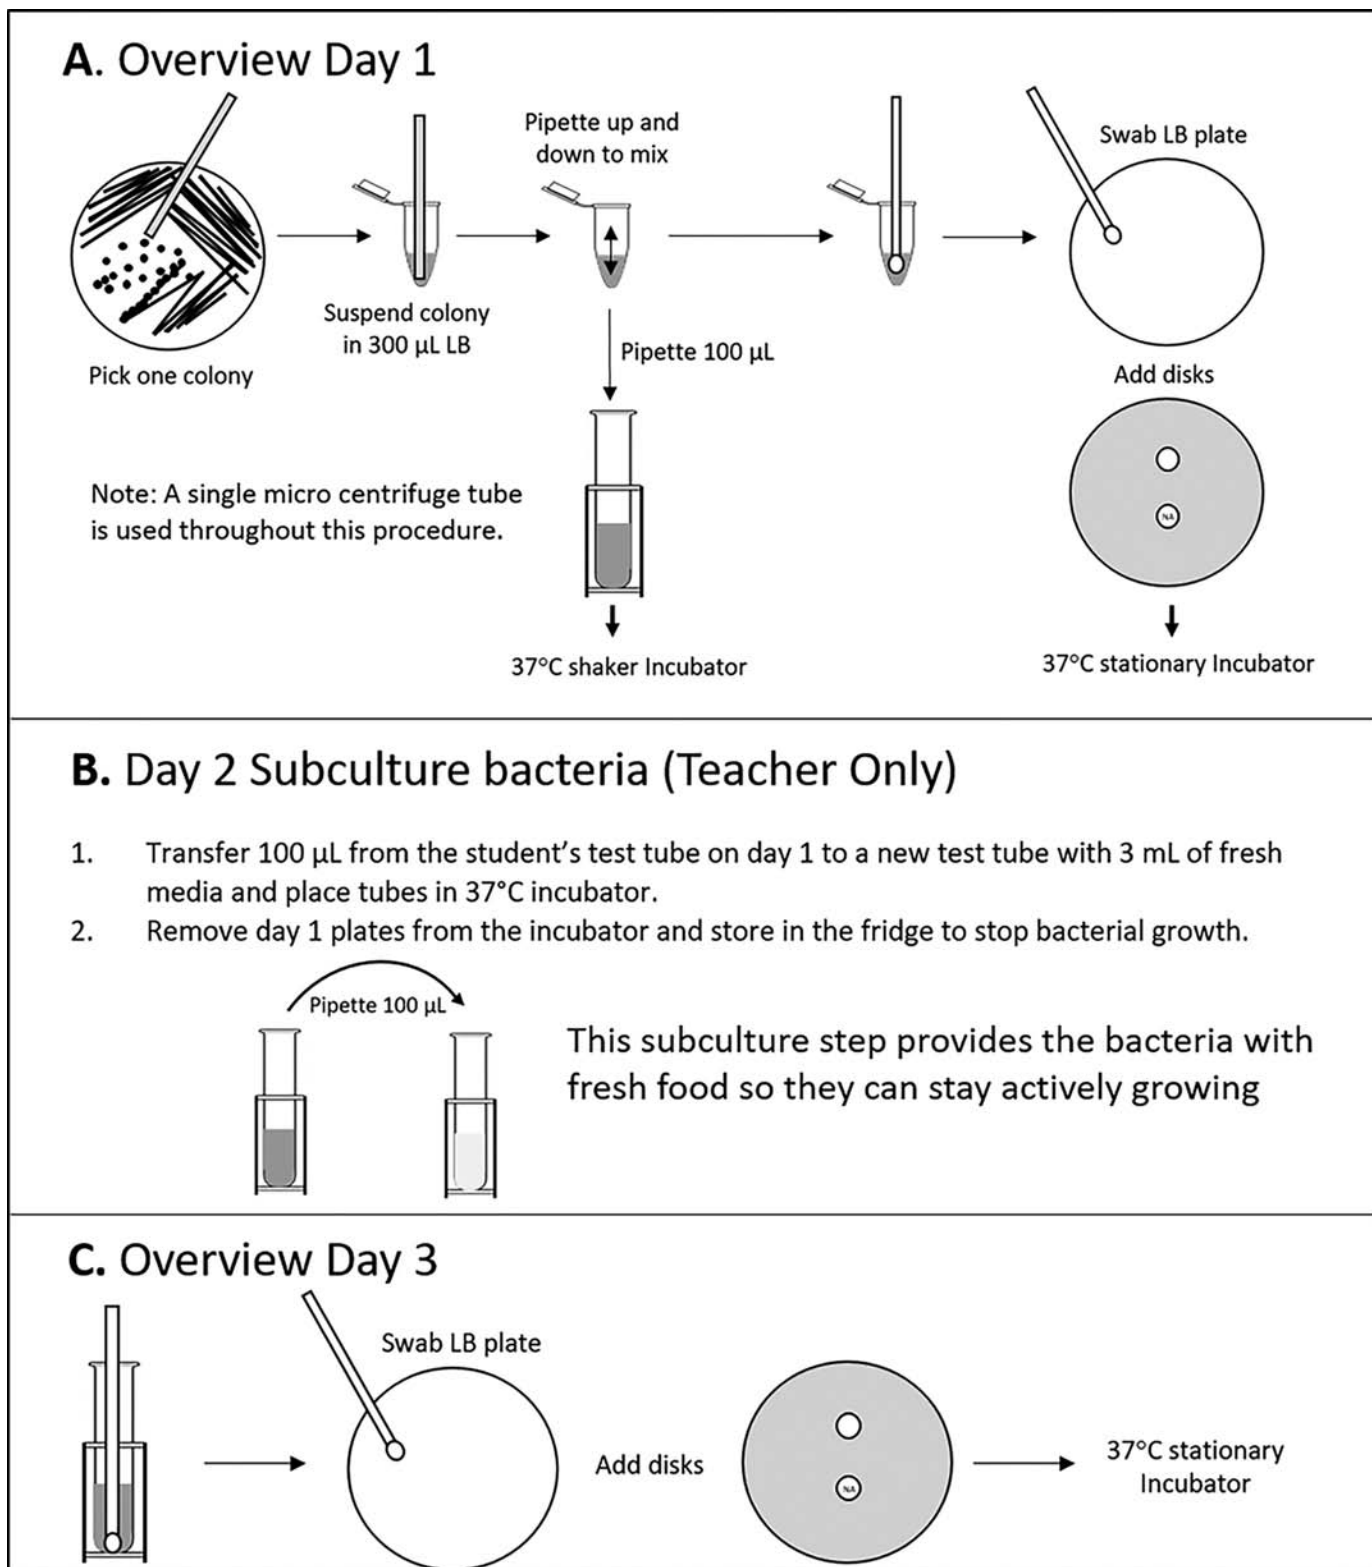 A. Overview Day 1
Pick one colony
Suspend colony
in 300 µL LB
Pipette up and
down to mix
Pipette 100 µL
37°C shaker Incubator
Swab LB plate
Add disks
NA
37°C stationary Incubator
Note: A single micro centrifuge tube
is used throughout this procedure.
B. Day 2 Subculture bacteria (Teacher Only)
1. Transfer 100 µL from the student’s test tube on day 1 to a new test tube with 3 mL of fresh
media and place tubes in 37°C incubator.
2. Remove day 1 plates from the incubator and store in the fridge to stop bacterial growth.
Pipette 100 µL
This subculture step provides the bacteria with
fresh food so they can stay actively growing
C. Overview Day 3
Swab LB plate
Add disks
NA
37°C stationary
Incubator